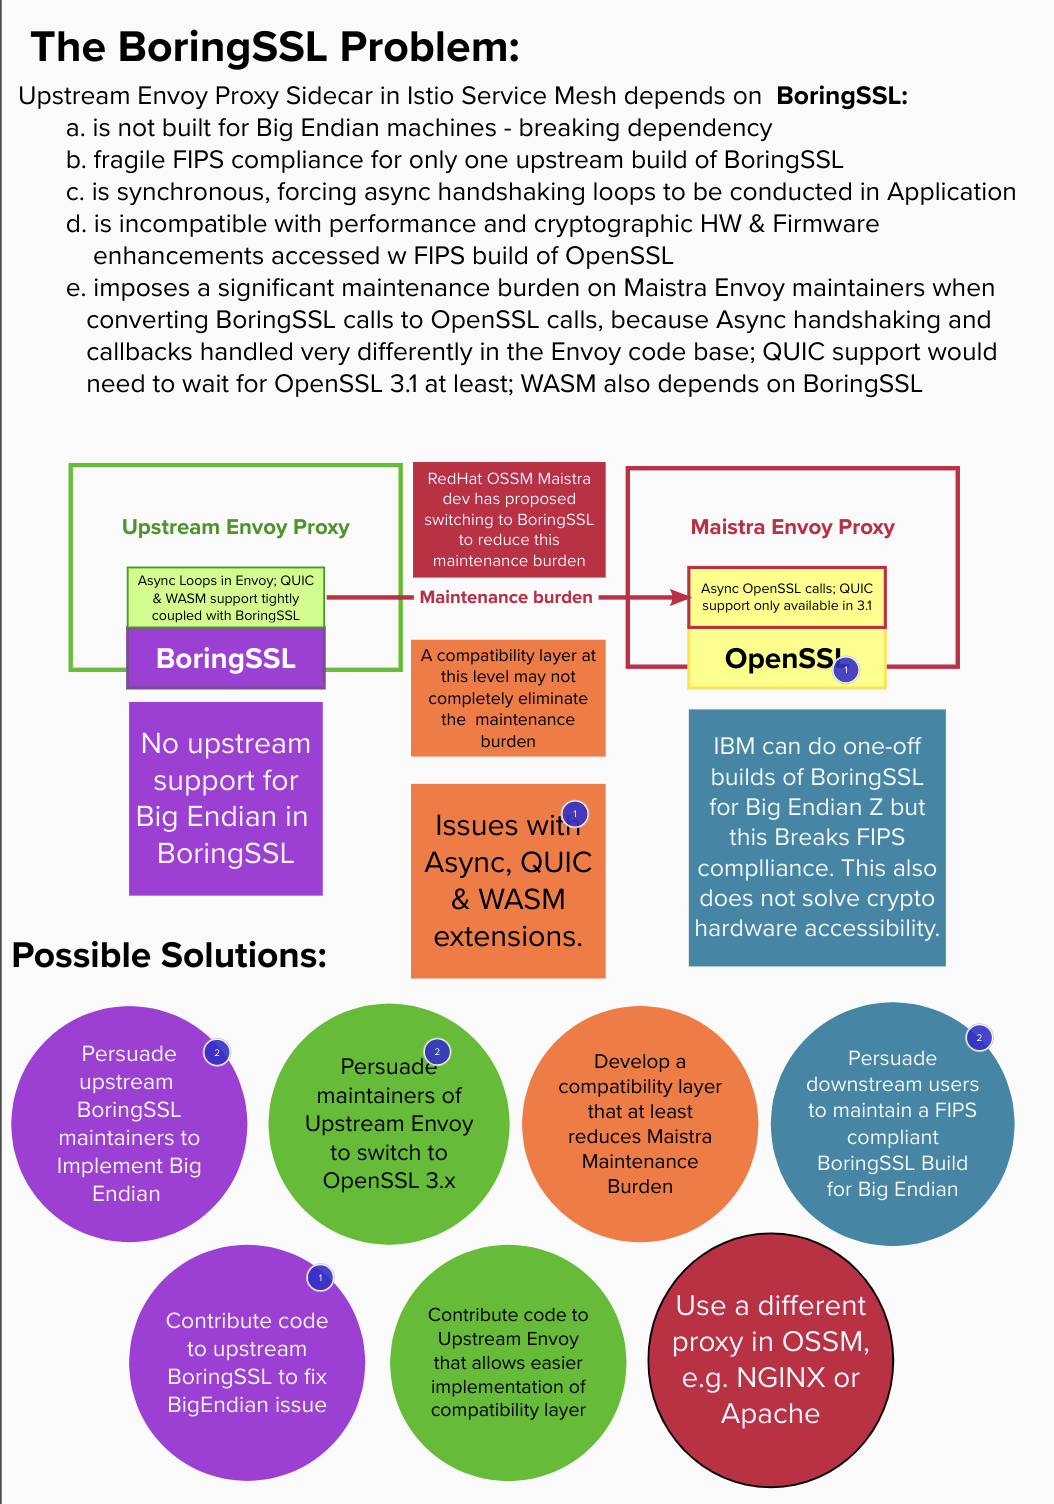 The BoringSSL Problem:
Upstream Envoy Proxy Sidecar in Istio Service Mesh depends on BoringSSL:
a. is not built for Big Endian machines - breaking dependency
b. fragile FIPS compliance for only one upstream build of BoringSSL
c. is synchronous, forcing async handshaking loops to be conducted in Application
d. is incompatible with performance and cryptographic HW & Firmware
enhancements accessed w FIPS build of OpenSSL
e. imposes a significant maintenance burden on Maistra Envoy maintainers when
converting BoringSSL calls to OpenSSL calls, because Async handshaking and
callbacks handled very differently in the Envoy code base; QUIC support would
need to wait for OpenSSL 3.1 at least; WASM also depends on BoringSSL
Upstream Envoy Proxy
Async Loops in Envoy; QUIC
& WASM support tightly
coupled with BoringSSL
BoringSSL
RedHat OSSM Maistra
dev has proposed
switching to BoringSSL
to reduce this
maintenance burden
Maintenance burden
Maistra Envoy Proxy
Async OpenSSL calls; QUIC
support only available in 3.1
OpenSSL
1
A compatibility layer at
this level may not
completely eliminate
the maintenance
burden
No upstream
support for
Big Endian in
BoringSSL
1
Issues with
Async, QUIC
& WASM
extensions.
IBM can do one-off
builds of BoringSSL
for Big Endian Z but
this Breaks FIPS
complliance. This also
does not solve crypto
hardware accessibility.
Possible Solutions:
2
Persuade
upstream
BoringSSL
maintainers to
Implement Big
Endian
2
Persuade
maintainers of
Upstream Envoy
to switch to
OpenSSL 3.x
Develop a
compatibility layer
that at least
reduces Maistra
Maintenance
Burden
2
Persuade
downstream users
to maintain a FIPS
compliant
BoringSSL Build
for Big Endian
1
Contribute code
to upstream
BoringSSL to fix
BigEndian issue
Contribute code to
Upstream Envoy
that allows easier
implementation of
compatibility layer
Use a different
proxy in OSSM,
e.g. NGINX or
Apache